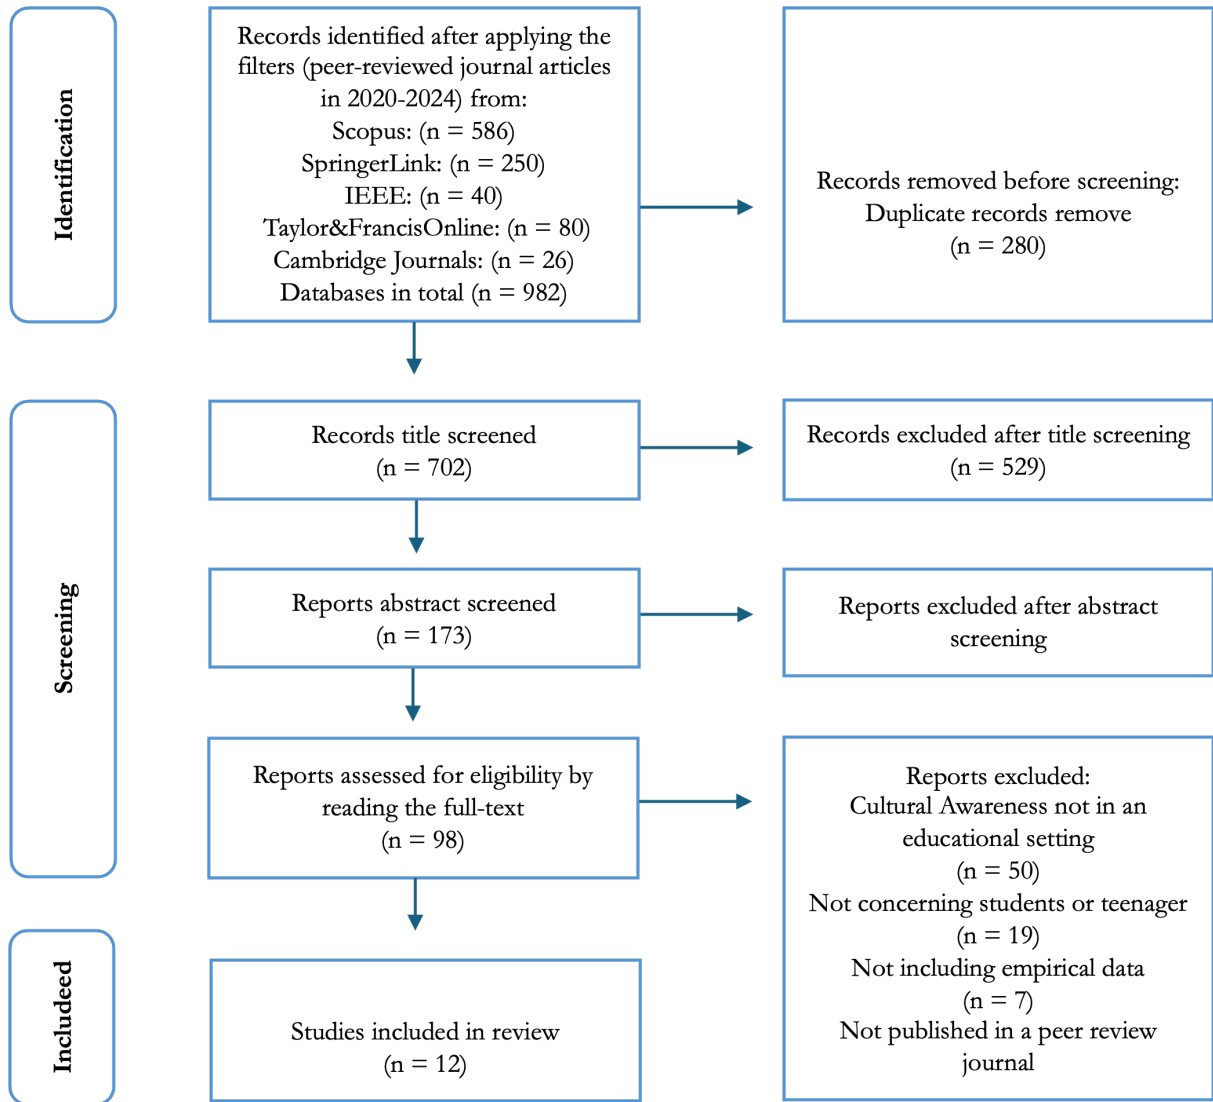 Identification
Records identified after applying the
filters (peer-reviewed journal articles
in 2020-2024) from:
Scopus: (n = 586)
SpringerLink: (n = 250)
IEEE: (n = 40)
Taylor&FrancisOnline: (n = 80)
Cambridge Journals: (n = 26)
Databases in total (n = 982)
Records removed before screening:
Duplicate records remove
(n = 280)
Screening
Records title screened
(n = 702)
Records excluded after title screening
(n = 529)
Reports abstract screened
(n = 173)
Reports excluded after abstract
screening
Reports assessed for eligibility by
reading the full-text
(n = 98)
Reports excluded:
Cultural Awareness not in an
educational setting
(n = 50)
Not concerning students or teenager
(n = 19)
Not including empirical data
(n = 7)
Not published in a peer review
journal
Includeed
Studies included in review
(n = 12)